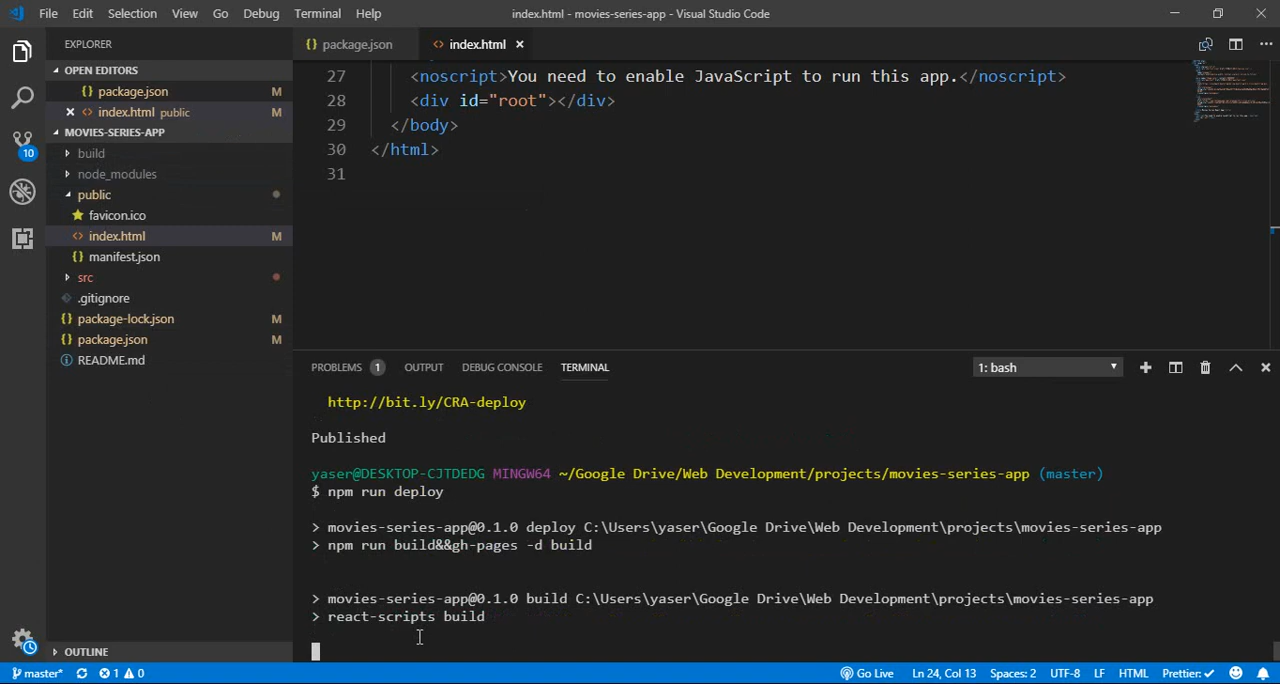 File Edit Selection View Go Debug Terminal Help index.html - movies-series-app - Visual Studio Code
EXPLORER
OPEN EDITORS
{} package.json M
<> index.html public M
MOVIES-SERIES-APP
build
node_modules
public
favicon.ico
<> index.html M
{} manifest.json
src
.gitignore
{} package-lock.json M
{} package.json M
README.md
OUTLINE
10
{} package.json <> index.html
27 <noscript>You need to enable JavaScript to run this app.</noscript>
28 <div id="root"></div>
29 </body>
30 </html>
31
PROBLEMS 1 OUTPUT DEBUG CONSOLE TERMINAL 1: bash
http://bit.ly/CRA-deploy
Published
yaser@DESKTOP-CJTDEDG MINGW64 ~/Google Drive/Web Development/projects/movies-series-app (master)
$ npm run deploy
> movies-series-app@0.1.0 deploy C:\Users\yaser\Google Drive\Web Development\projects\movies-series-app
> npm run build&&gh-pages -d build
> movies-series-app@0.1.0 build C:\Users\yaser\Google Drive\Web Development\projects\movies-series-app
> react-scripts build
master* 1 0 Go Live Ln 24, Col 13 Spaces: 2 UTF-8 LF HTML Prettier: ✓